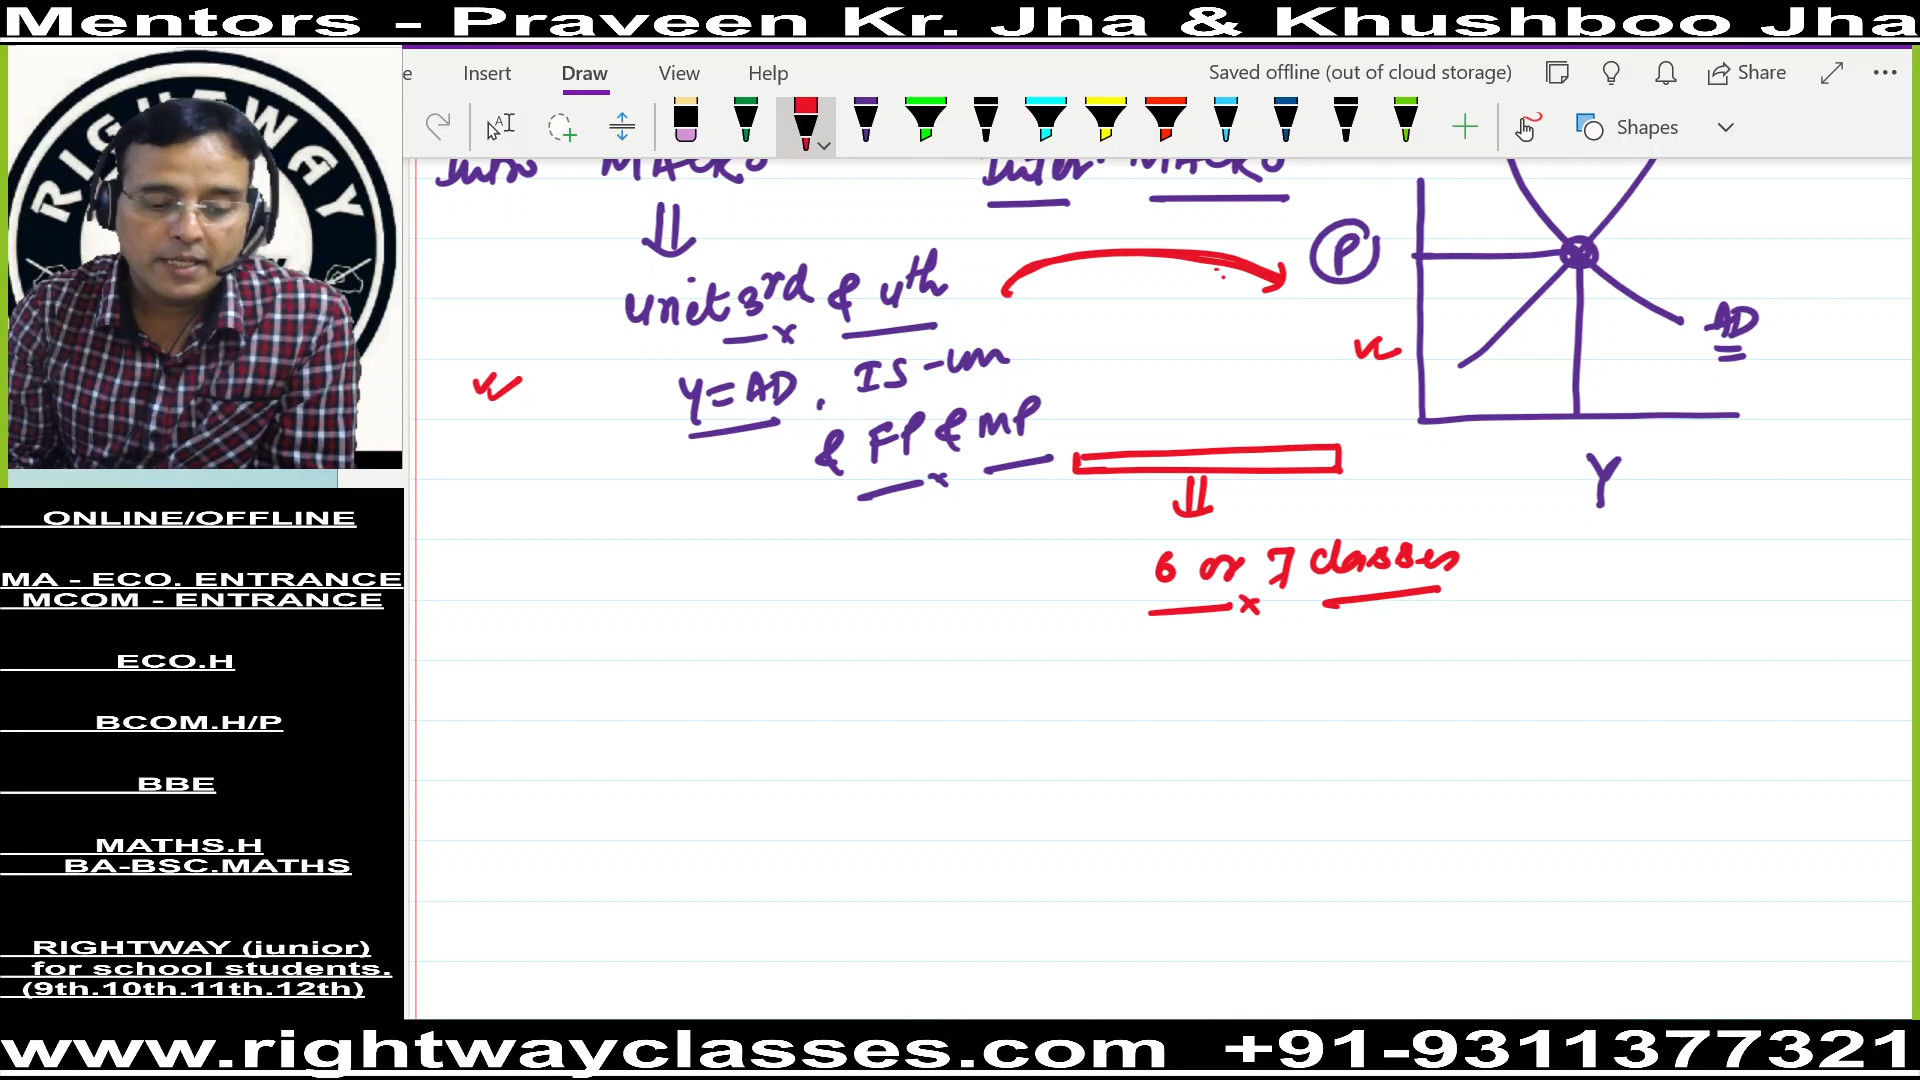 Mentors - Praveen Kr. Jha & Khushboo Jha
Insert Draw View Help
Saved offline (out of cloud storage)
Share
Shapes
RIGHTWAY
Intro MACRO
Inter MACRO
unit 3rd & 4th
Y = AD, IS - LM
& FP & MP
P
AD
Y
6 or 7 classes
ONLINE/OFFLINE
MA - ECO. ENTRANCE
MCOM - ENTRANCE
ECO.H
BCOM.H/P
BBE
MATHS.H
BA-BSC.MATHS
RIGHTWAY (junior)
for school students.
(9th.10th.11th.12th)
www.rightwayclasses.com +91-9311377321